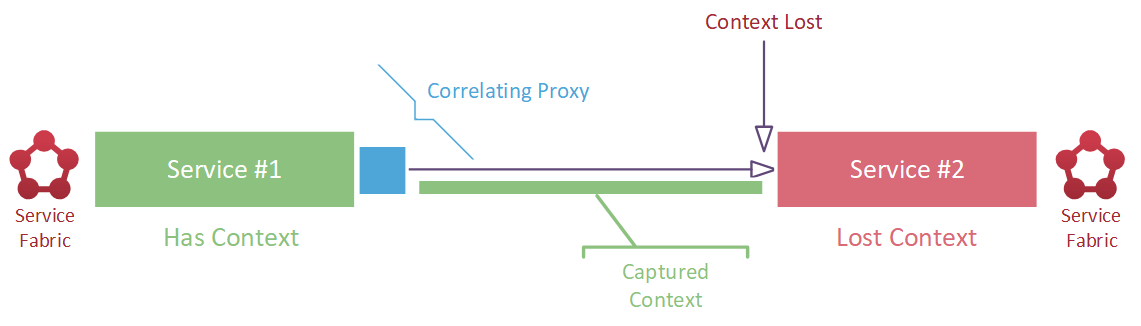 Context Lost
Correlating Proxy
Service #1
Service #2
Service
Fabric
Has Context
Lost Context
Service
Fabric
Captured
Context